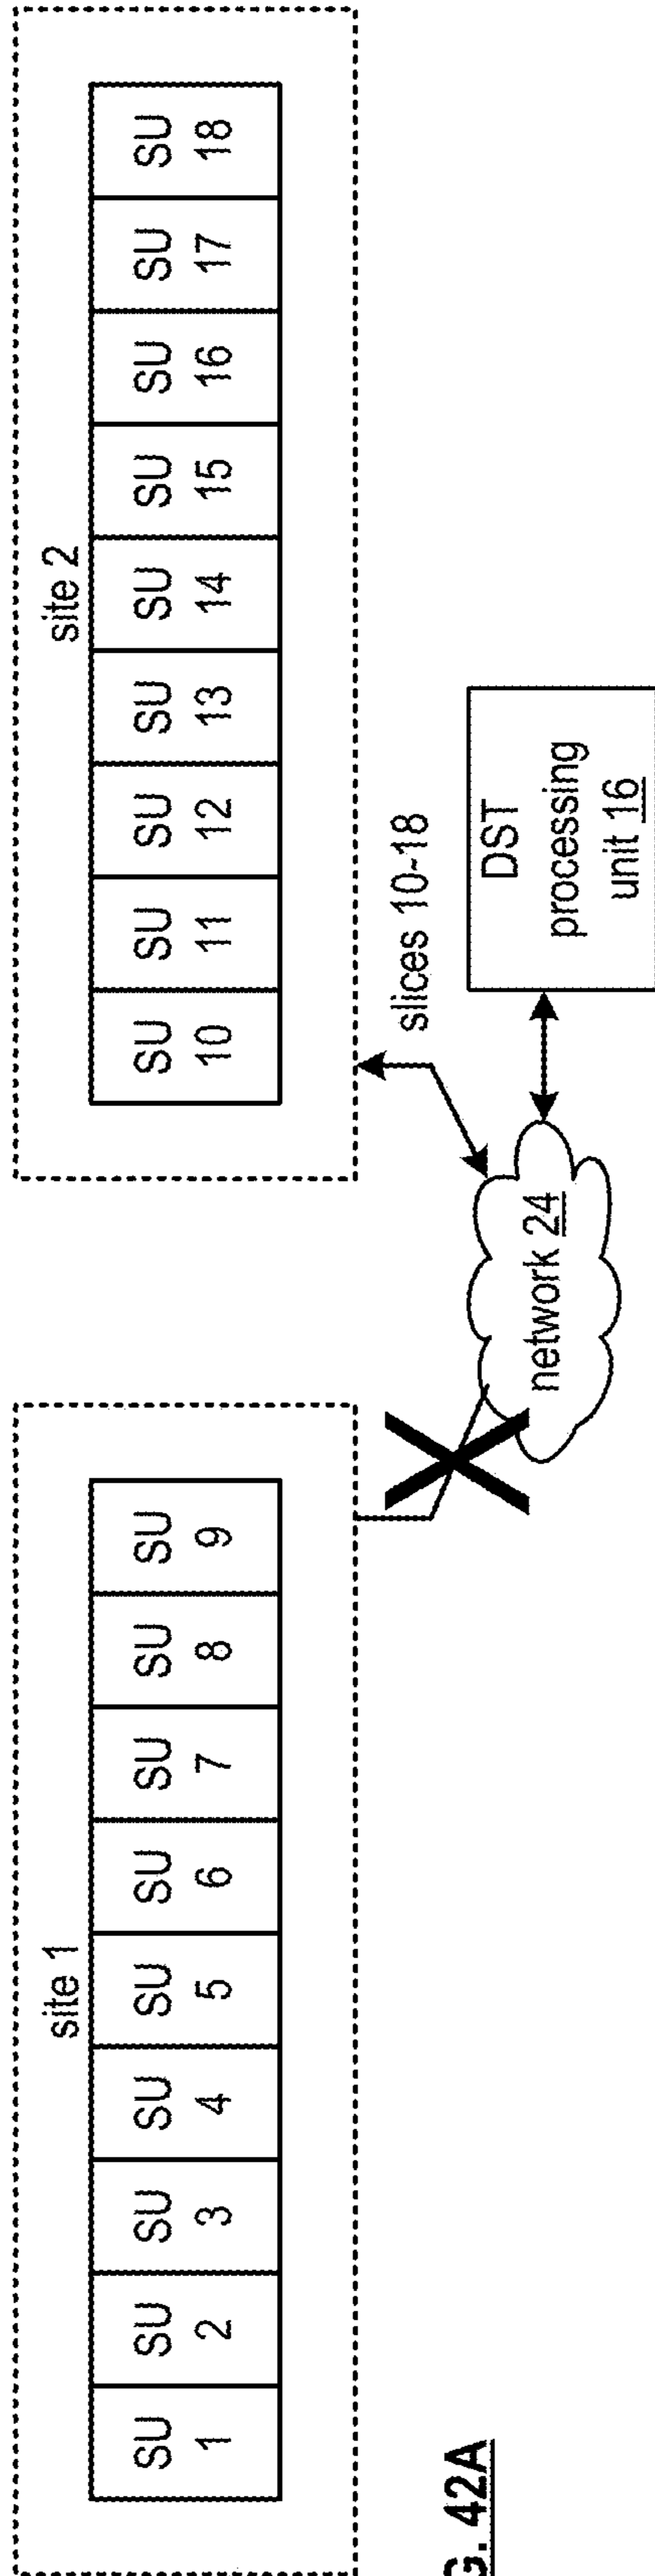 site 1
SU 1
SU 2
SU 3
SU 4
SU 5
SU 6
SU 7
SU 8
SU 9
site 2
SU 10
SU 11
SU 12
SU 13
SU 14
SU 15
SU 16
SU 17
SU 18
slices 10-18
network 24
DST
processing
unit 16
G. 42A